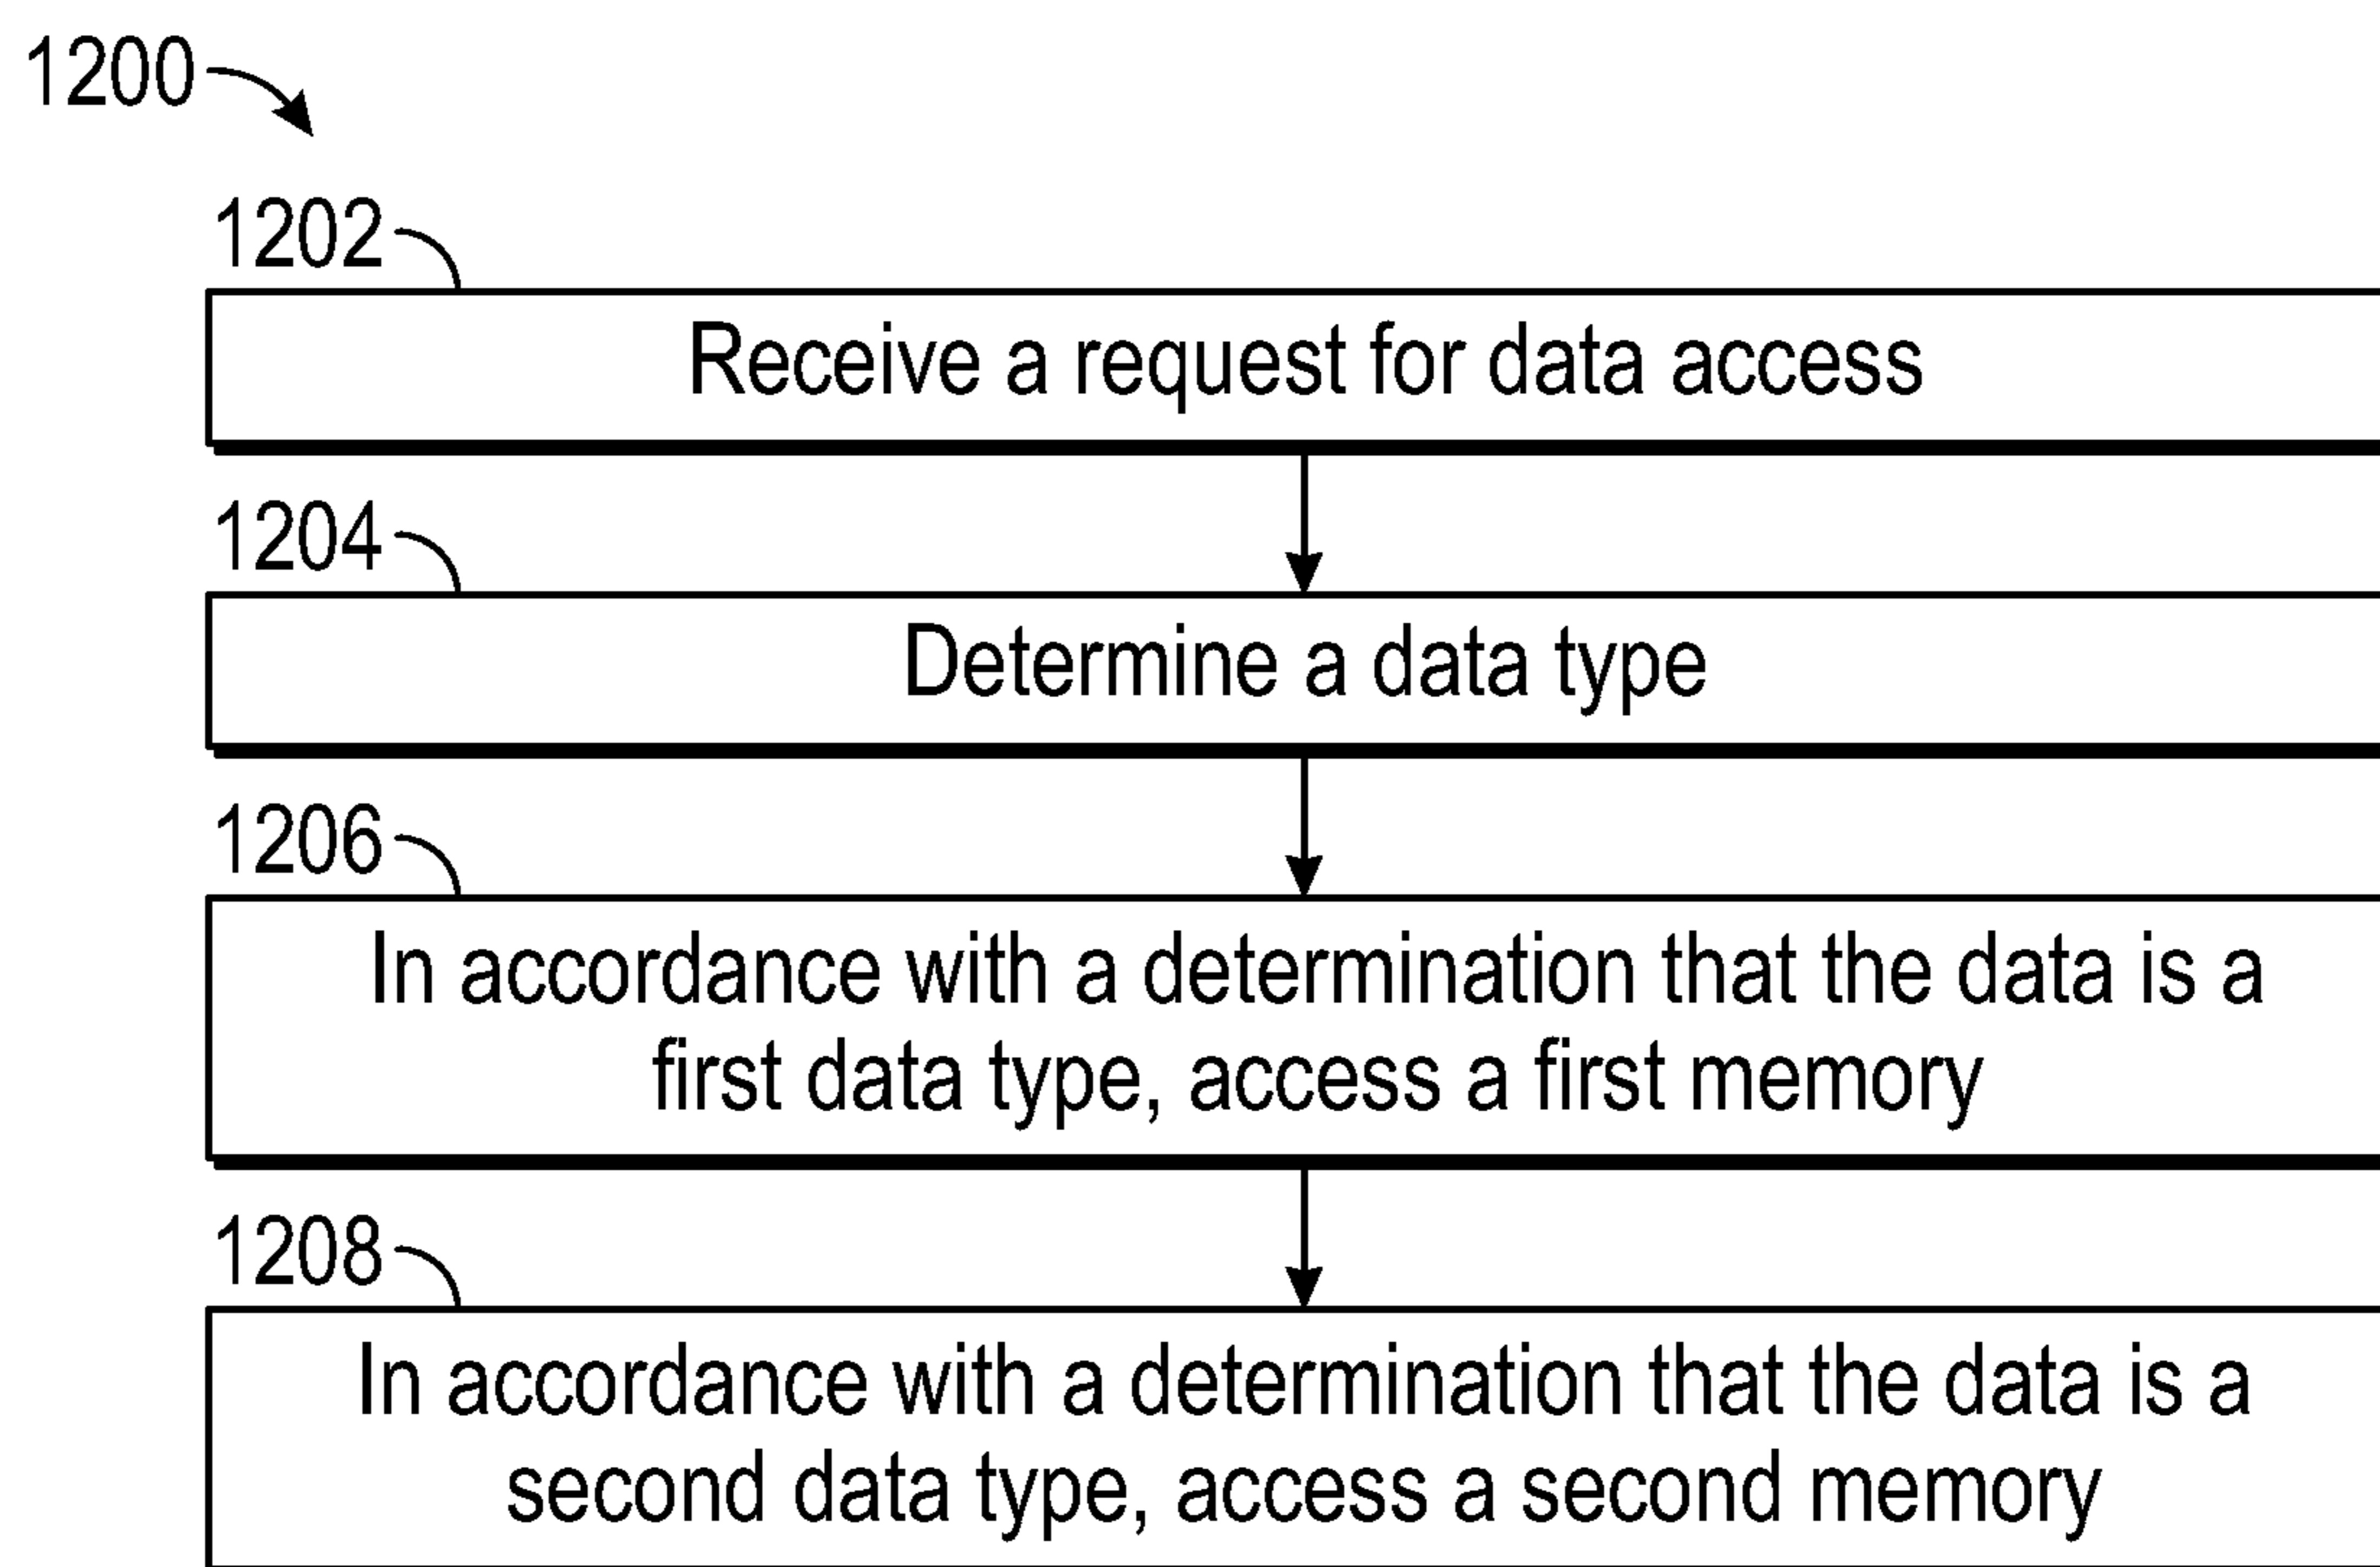 1200
1202
Receive a request for data access
1204
Determine a data type
1206
In accordance with a determination that the data is a
first data type, access a first memory
1208
In accordance with a determination that the data is a
second data type, access a second memory